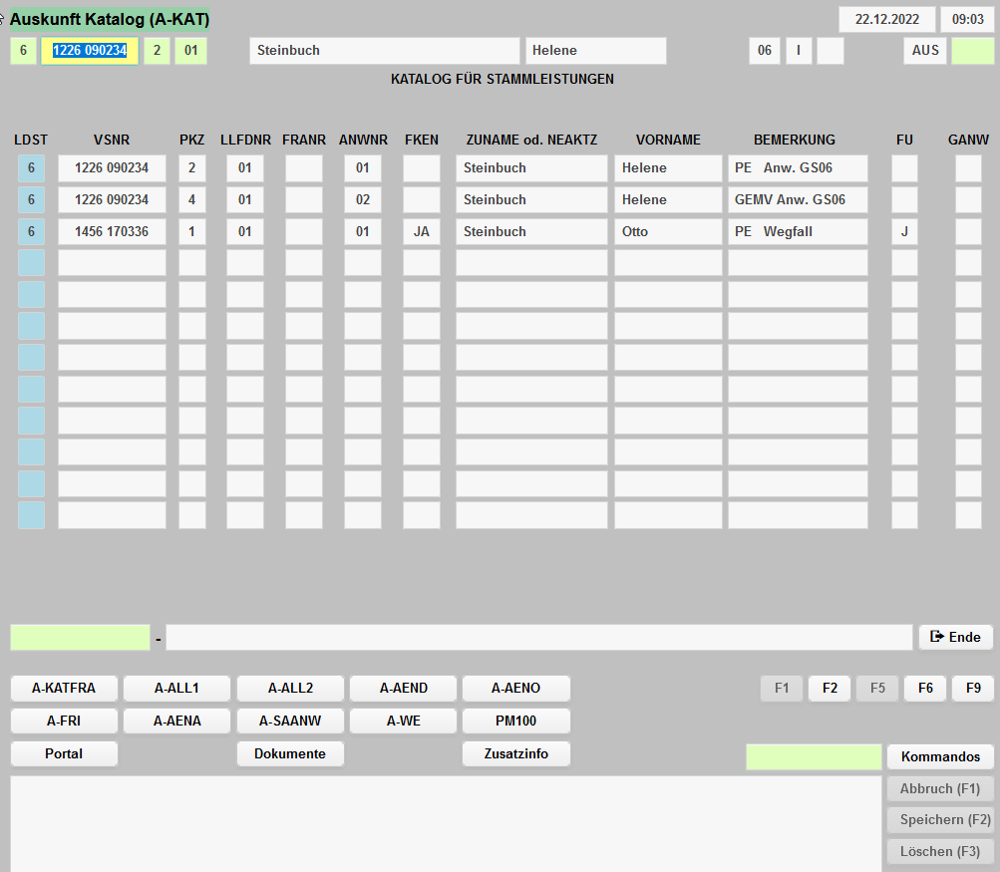 Auskunft Katalog (A-KAT) 22.12.2022 09:03
6 1226 090234 2 01 Steinbuch Helene 06 I AUS
KATALOG FÜR STAMMLEISTUNGEN
LDST VSNR PKZ LLFDNR FRANR ANWNR FKEN ZUNAME od. NEAKTZ VORNAME BEMERKUNG FU GANW
6 1226 090234 2 01 01 Steinbuch Helene PE Anw. GS06
6 1226 090234 4 01 02 Steinbuch Helene GEMV Anw. GS06
6 1456 170336 1 01 01 JA Steinbuch Otto PE Wegfall J
- Ende
A-KATFRA A-ALL1 A-ALL2 A-AEND A-AENO F1 F2 F5 F6 F9
A-FRI A-AENA A-SAANW A-WE PM100
Portal Dokumente Zusatzinfo Kommandos
Abbruch (F1)
Speichern (F2)
Löschen (F3)